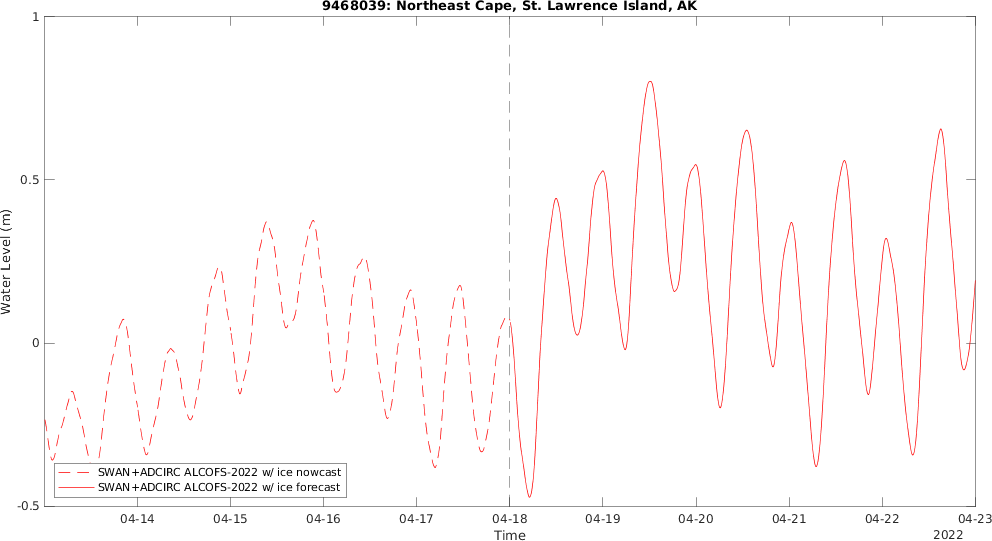 9468039: Northeast Cape, St. Lawrence Island, AK
1
0.5
0
-0.5
Water Level (m)
SWAN+ADCIRC ALCOFS-2022 w/ ice nowcast
SWAN+ADCIRC ALCOFS-2022 w/ ice forecast
04-14 04-15 04-16 04-17 04-18 04-19 04-20 04-21 04-22 04-23
Time
2022